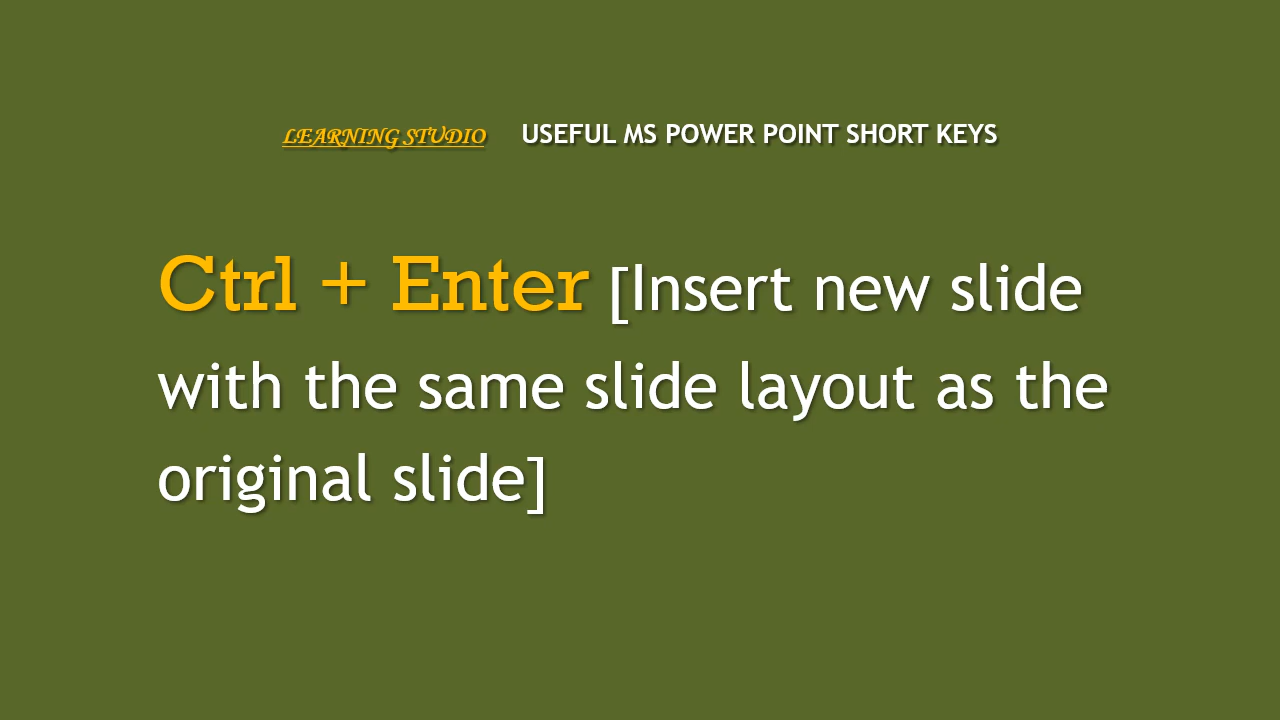 LEARNING STUDIO USEFUL MS POWER POINT SHORT KEYS
Ctrl + Enter [Insert new slide
with the same slide layout as the
original slide]